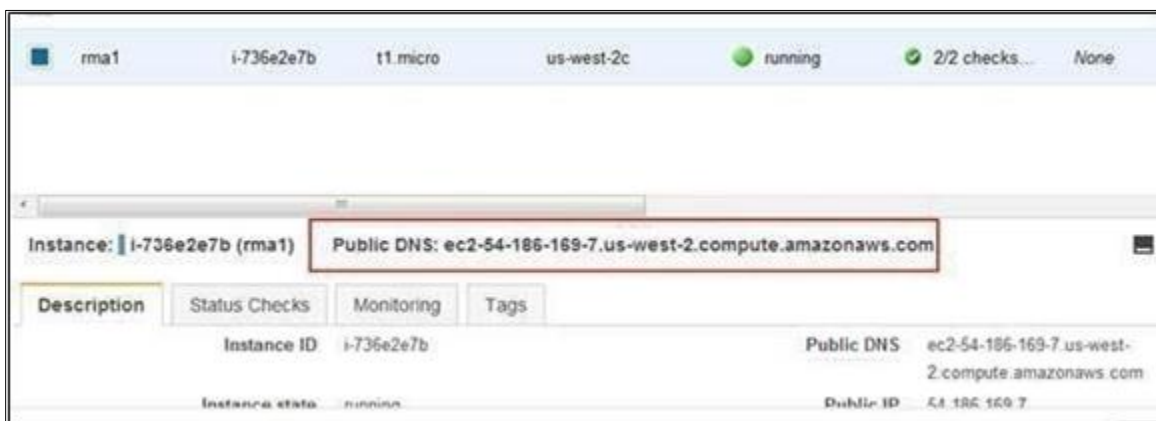 rma1 i-736e2e7b t1.micro us-west-2c running 2/2 checks... None
Instance: i-736e2e7b (rma1) Public DNS: ec2-54-186-169-7.us-west-2.compute.amazonaws.com
Description Status Checks Monitoring Tags
Instance ID i-736e2e7b Public DNS ec2-54-186-169-7.us-west-
2.compute.amazonaws.com
Instance state running Public IP 54.186.169.7